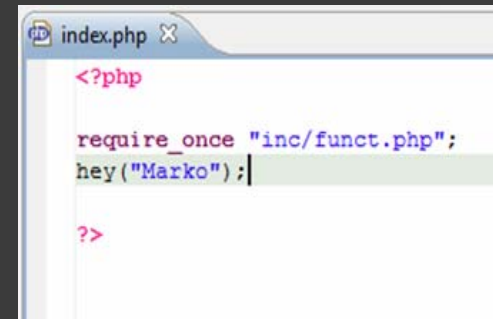 index.php
<?php
require_once "inc/funct.php";
hey("Marko");
?>